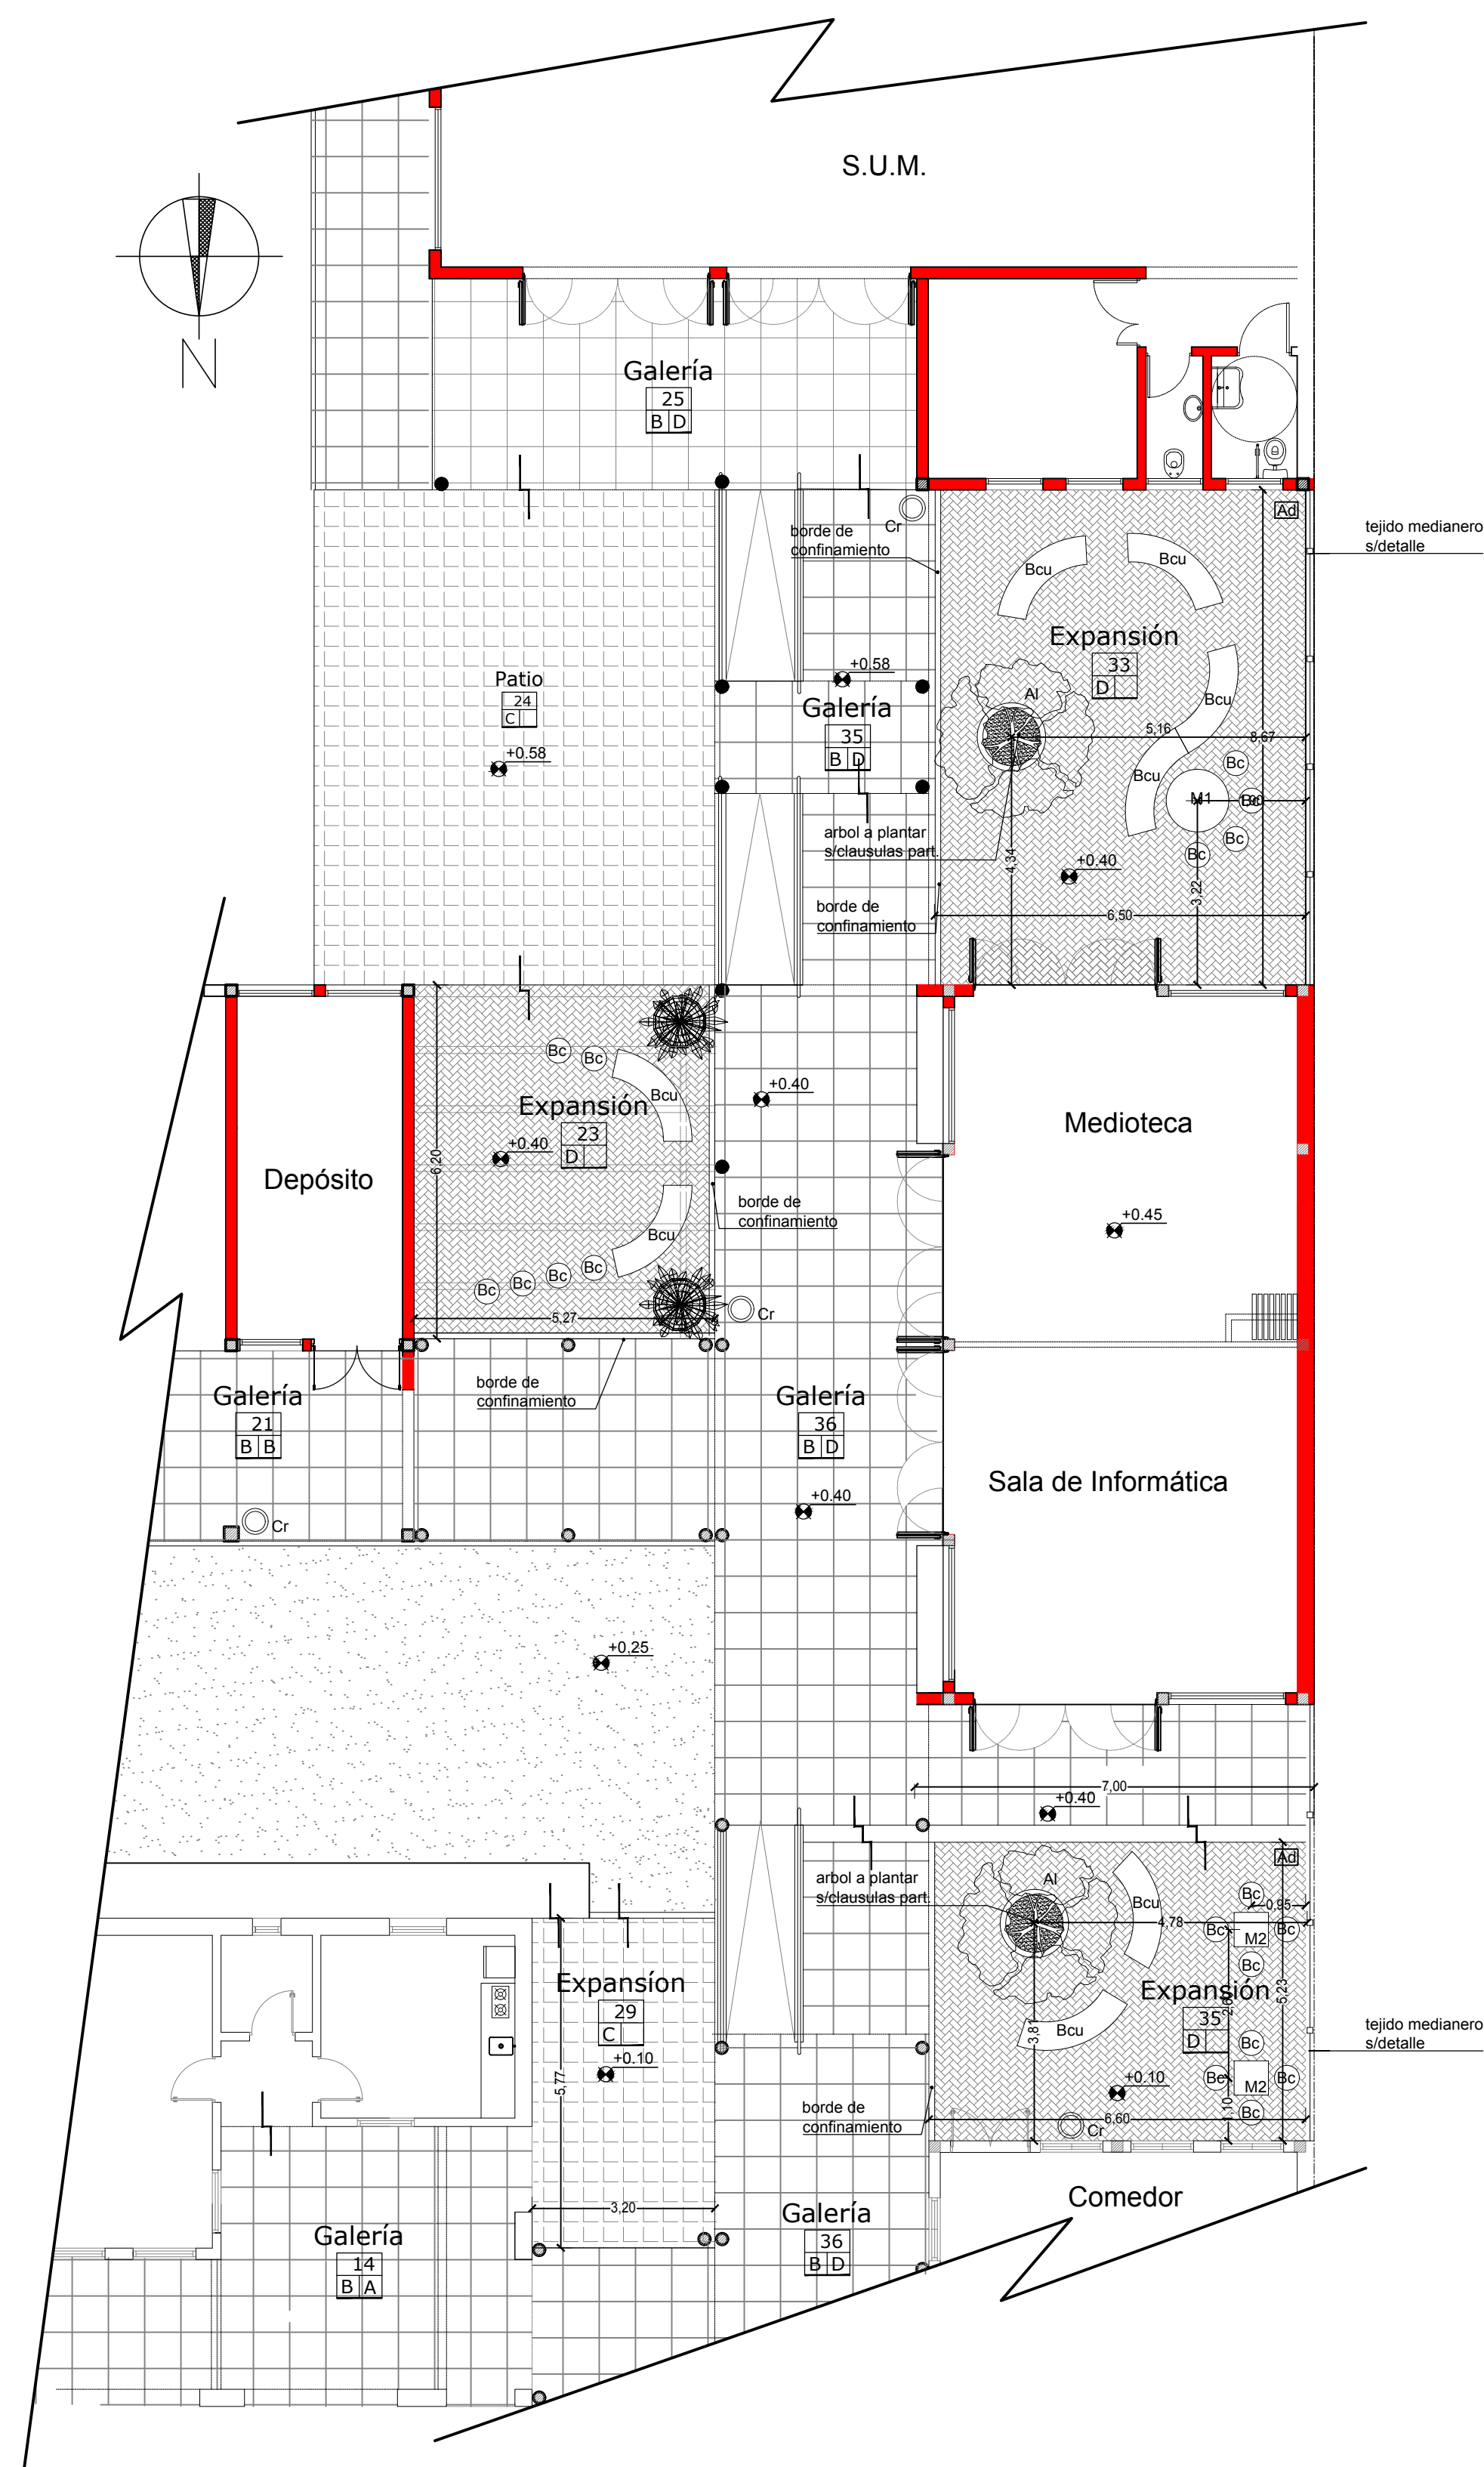 S.U.M.
N
Galería
25
B D
Cr
borde de
confinamiento
Ad
tejido medianero
s/detalle
Bcu
Bcu
Expansión
33
D
Al
Bcu
Bcu
5,16
8,67
Patio
24
C
+0.58
+0.58
Galería
35
B D
M1
Bc
Bc
Bc
Bc
arbol a plantar
s/clausulas part.
4,34
+0.40
3,22
borde de
confinamiento
6,50
Bc
Bc
Bcu
Expansión
23
D
+0.40
6,20
Depósito
+0.40
Medioteca
+0.45
borde de
confinamiento
Bcu
Bc
Bc
Bc
Bc
5,27
Cr
borde de
confinamiento
Galería
21
B B
Cr
Galería
36
B D
+0.40
Sala de Informática
+0,25
7,00
+0.40
Ad
arbol a plantar
s/clausulas part.
Al
Bcu
4,78
Bc
0,95
Bc
Bc
M2
Bc
Expansión
35
D
5,23
3,81
Bcu
Bc
Bc
Bc
M2
Bc
1,10
+0.10
6,60
Cr
borde de
confinamiento
tejido medianero
s/detalle
Expansíon
29
C
+0.10
5,77
3,20
Galería
14
B A
Galería
36
B D
Comedor